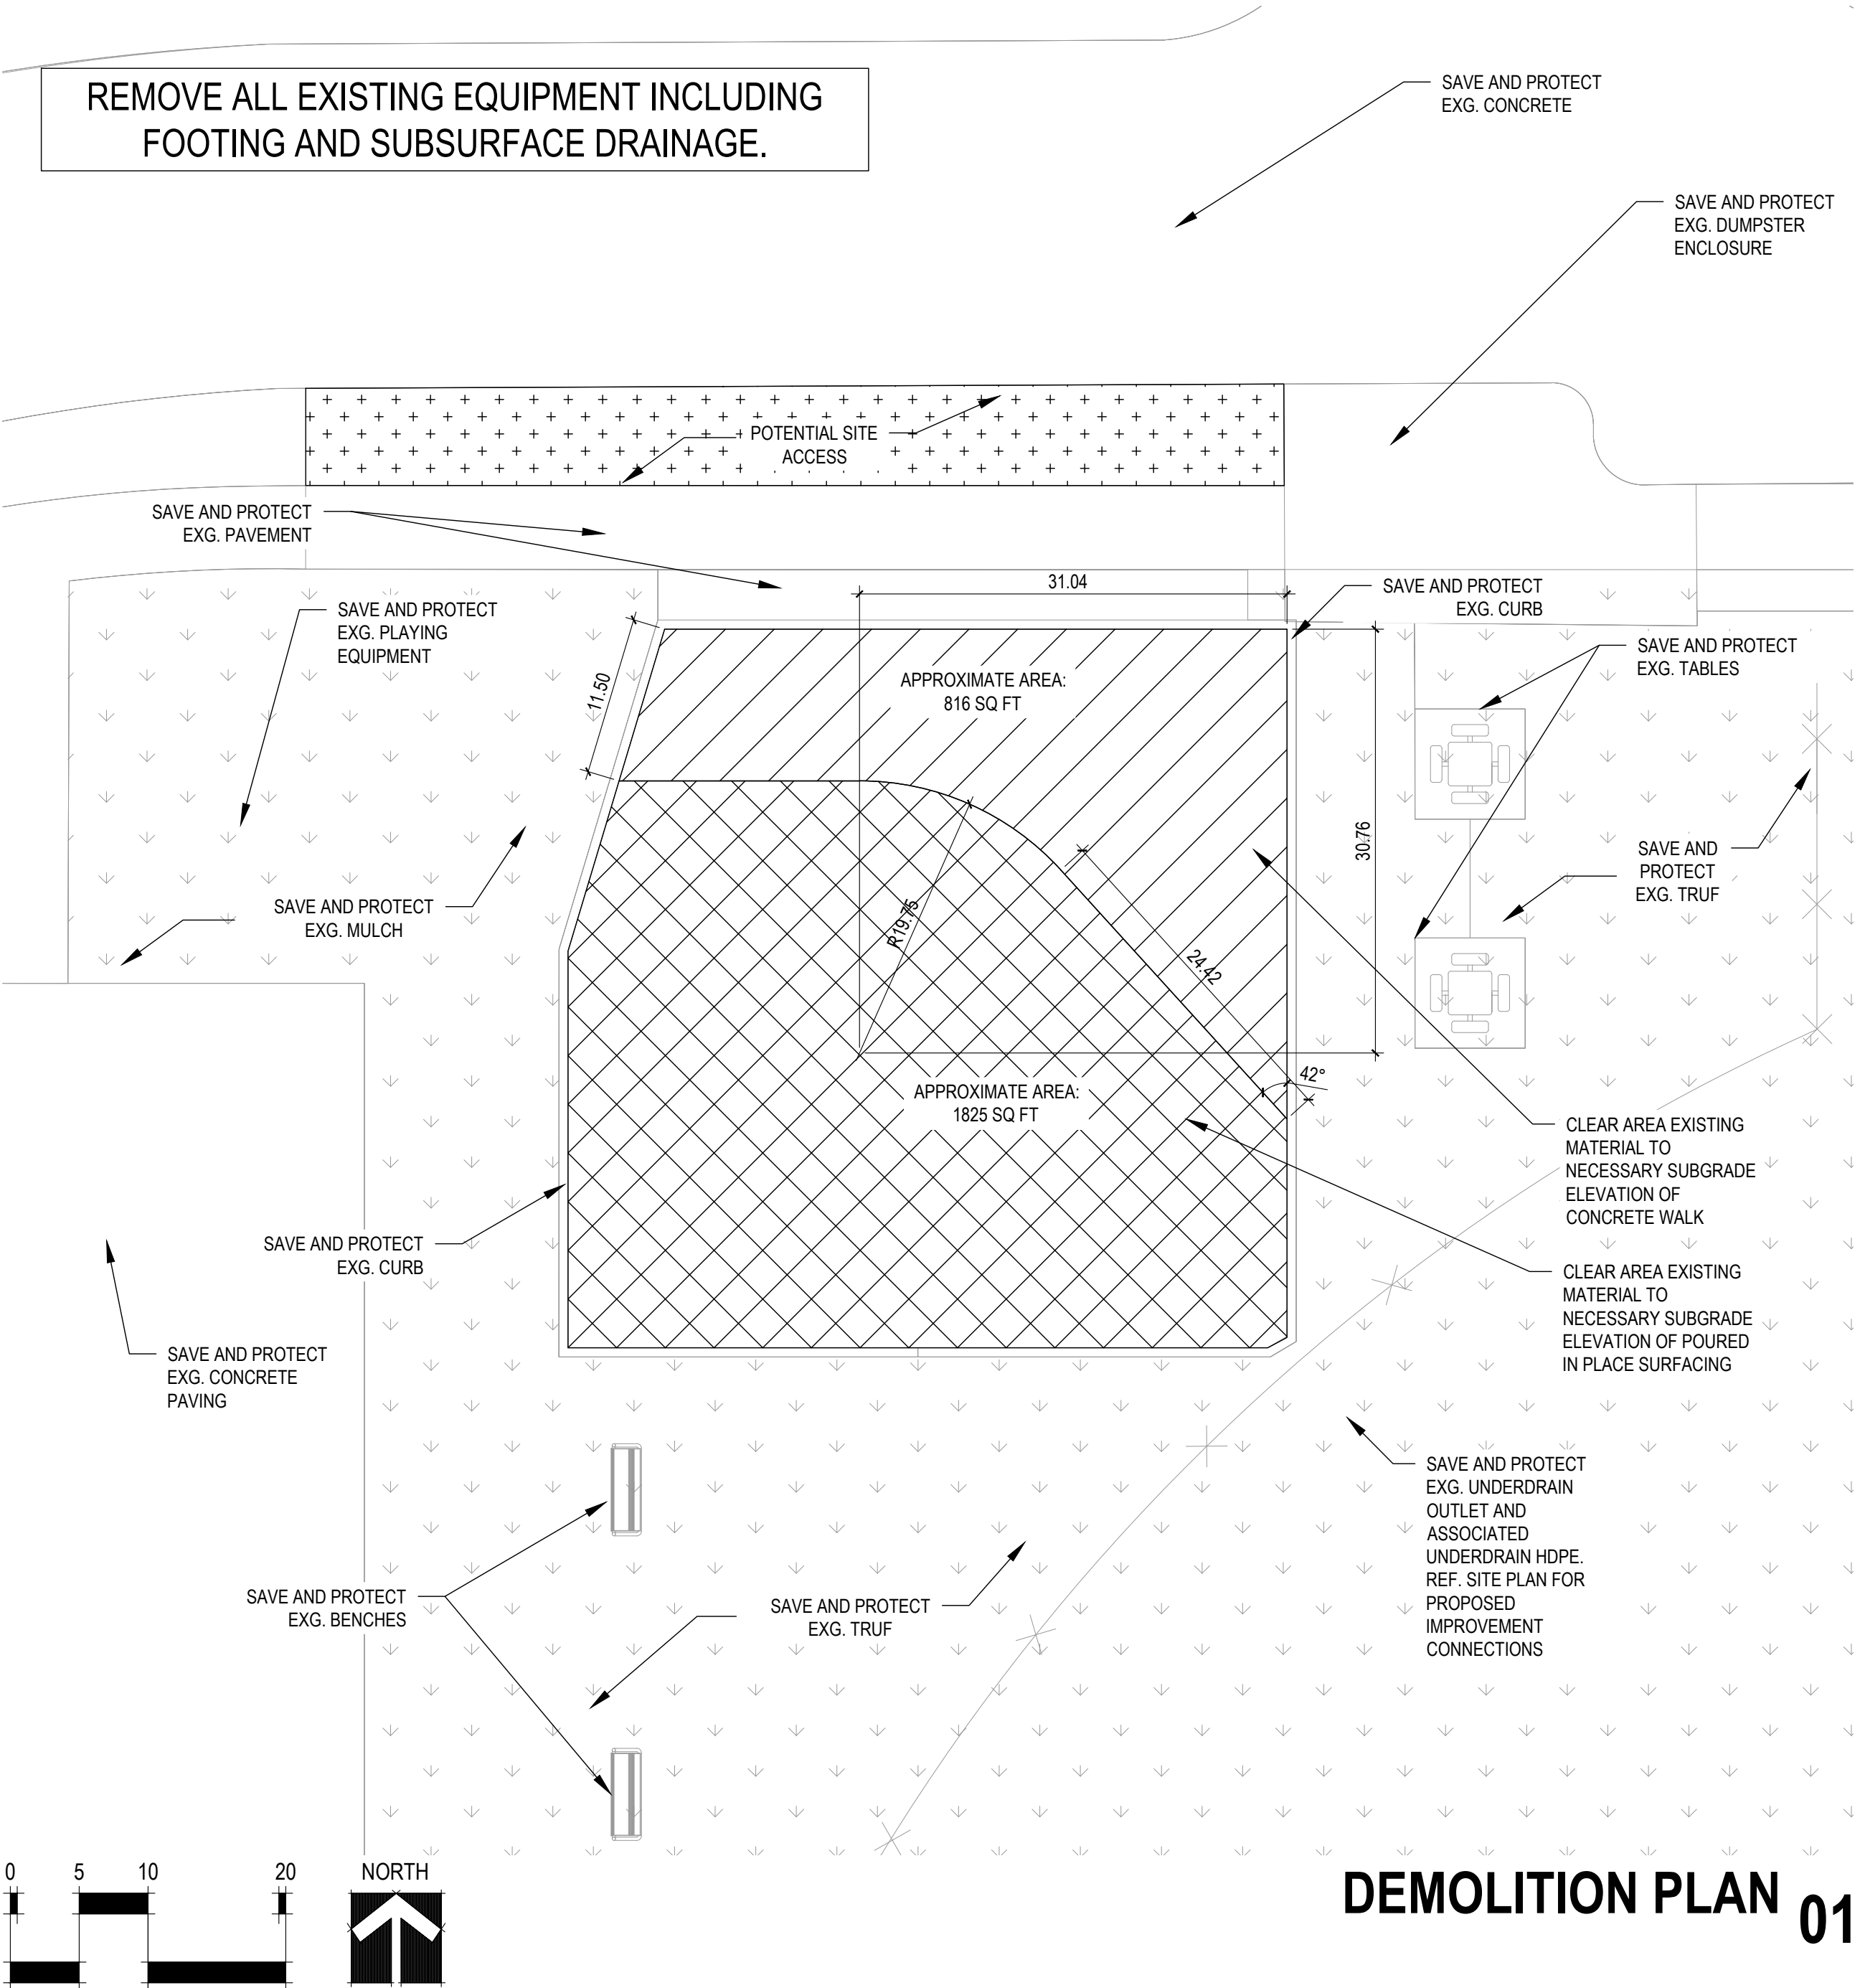 REMOVE ALL EXISTING EQUIPMENT INCLUDING
FOOTING AND SUBSURFACE DRAINAGE.
SAVE AND PROTECT
EXG. CONCRETE
SAVE AND PROTECT
EXG. DUMPSTER
ENCLOSURE
POTENTIAL SITE
ACCESS
SAVE AND PROTECT
EXG. PAVEMENT
31.04
SAVE AND PROTECT
EXG. CURB
SAVE AND PROTECT
EXG. PLAYING
EQUIPMENT
SAVE AND PROTECT
EXG. TABLES
11.50
APPROXIMATE AREA:
816 SQ FT
30.76
SAVE AND
PROTECT
EXG. TRUF
SAVE AND PROTECT
EXG. MULCH
R19.75
24.42
42°
APPROXIMATE AREA:
1825 SQ FT
CLEAR AREA EXISTING
MATERIAL TO
NECESSARY SUBGRADE
ELEVATION OF
CONCRETE WALK
SAVE AND PROTECT
EXG. CURB
CLEAR AREA EXISTING
MATERIAL TO
NECESSARY SUBGRADE
ELEVATION OF POURED
IN PLACE SURFACING
SAVE AND PROTECT
EXG. CONCRETE
PAVING
SAVE AND PROTECT
EXG. UNDERDRAIN
OUTLET AND
ASSOCIATED
UNDERDRAIN HDPE.
REF. SITE PLAN FOR
PROPOSED
IMPROVEMENT
CONNECTIONS
SAVE AND PROTECT
EXG. BENCHES
SAVE AND PROTECT
EXG. TRUF
0 5 10 20
NORTH
DEMOLITION PLAN 01